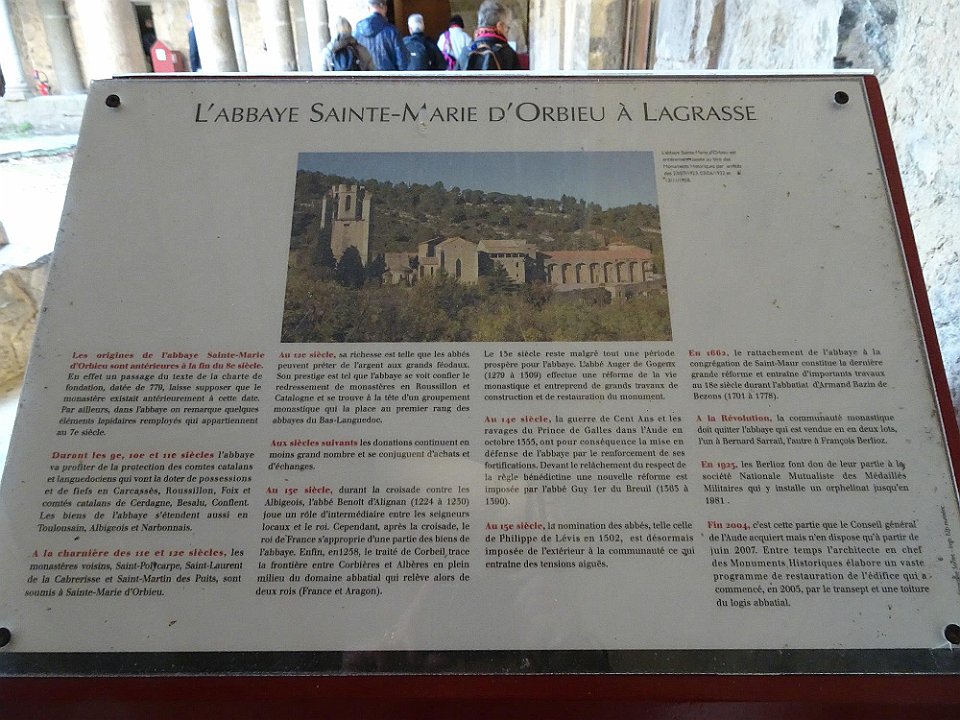 L'ABBAYE SAINTE-MARIE D'ORBIEU À LAGRASSE
L'abbaye Sainte-Marie d'Orbieu est
entièrement classée au titre des
Monuments Historiques par arrêtés
des
Les origines de l'abbaye Sainte-Marie
d'Orbieu sont antérieures à la fin du 8e siècle.
En effet un passage du texte de la charte de
fondation, datée de 779, laisse supposer que le
monastère existait antérieurement à cette date.
Par ailleurs, dans l'abbaye on remarque quelques
éléments lapidaires remployés qui appartiennent
au 7e siècle.
Durant les 9e, 10e et 11e siècles l'abbaye
va profiter de la protection des comtes catalans
et languedociens qui vont la doter de possessions
et de fiefs en Carcassès, Roussillon, Foix et
comtés catalans de Cerdagne, Besalu, Conflent.
Les biens de l'abbaye s'étendent aussi en
Toulousain, Albigeois et Narbonnais.
A la charnière des 11e et 12e siècles, les
monastères voisins, Saint-Polycarpe, Saint-Laurent
de la Cabrerisse et Saint-Martin des Puits, sont
soumis à Sainte-Marie d'Orbieu.
Au 12e siècle, sa richesse est telle que les abbés
peuvent prêter de l'argent aux grands féodaux.
Son prestige est tel que l'abbaye se voit confier le
redressement de monastères en Roussillon et
Catalogne et se trouve à la tête d'un groupement
monastique qui la place au premier rang des
abbayes du Bas-Languedoc.
Aux siècles suivants les donations continuent en
moins grand nombre et se conjuguent d'achats et
d'échanges.
Au 13e siècle, durant la croisade contre les
Albigeois, l'abbé Benoît d'Alignan (1224 à 1230)
joue un rôle d'intermédiaire entre les seigneurs
locaux et le roi. Cependant, après la croisade, le
roi de France s'approprie d'une partie des biens de
l'abbaye. Enfin, en1258, le traité de Corbeil trace
la frontière entre Corbières et Albères en plein
milieu du domaine abbatial qui relève alors de
deux rois (France et Aragon).
Le 13e siècle reste malgré tout une période
prospère pour l'abbaye. L'abbé Auger de Gogenx
(1279 à 1309) effectue une réforme de la vie
monastique et entreprend de grands travaux de
construction et de restauration du monument.
Au 14e siècle, la guerre de Cent Ans et les
ravages du Prince de Galles dans l'Aude en
octobre 1355, ont pour conséquence la mise en
défense de l'abbaye par le renforcement de ses
fortifications. Devant le relâchement du respect de
la règle bénédictine une nouvelle réforme est
imposée par l'abbé Guy 1er du Breuil (1363 à
1390).
Au 15e siècle, la nomination des abbés, telle celle
de Philippe de Lévis en 1502, est désormais
imposée de l'extérieur à la communauté ce qui
entraîne des tensions aiguës.
En 1662, le rattachement de l'abbaye à la
congrégation de Saint-Maur constitue la dernière
grande réforme et entraîne d'importants travaux
au 18e siècle durant l'abbatiat d'Armand Bazin de
Bezons (1701 à 1778).
A la Révolution, la communauté monastique
doit quitter l'abbaye qui est vendue en en deux lots,
l'un à Bernard Sarrail, l'autre à François Berlioz.
En 1925, les Berlioz font don de leur partie à la
société Nationale Mutualiste des Médaillés
Militaires qui y installe un orphelinat jusqu'en
1981.
Fin 2004, c'est cette partie que le Conseil général
de l'Aude acquiert mais n'en dispose qu'à partir de
juin 2007. Entre temps l'architecte en chef
des Monuments Historiques élabore un vaste
programme de restauration de l'édifice qui a
commencé, en 2005, par le transept et une toiture
du logis abbatial.